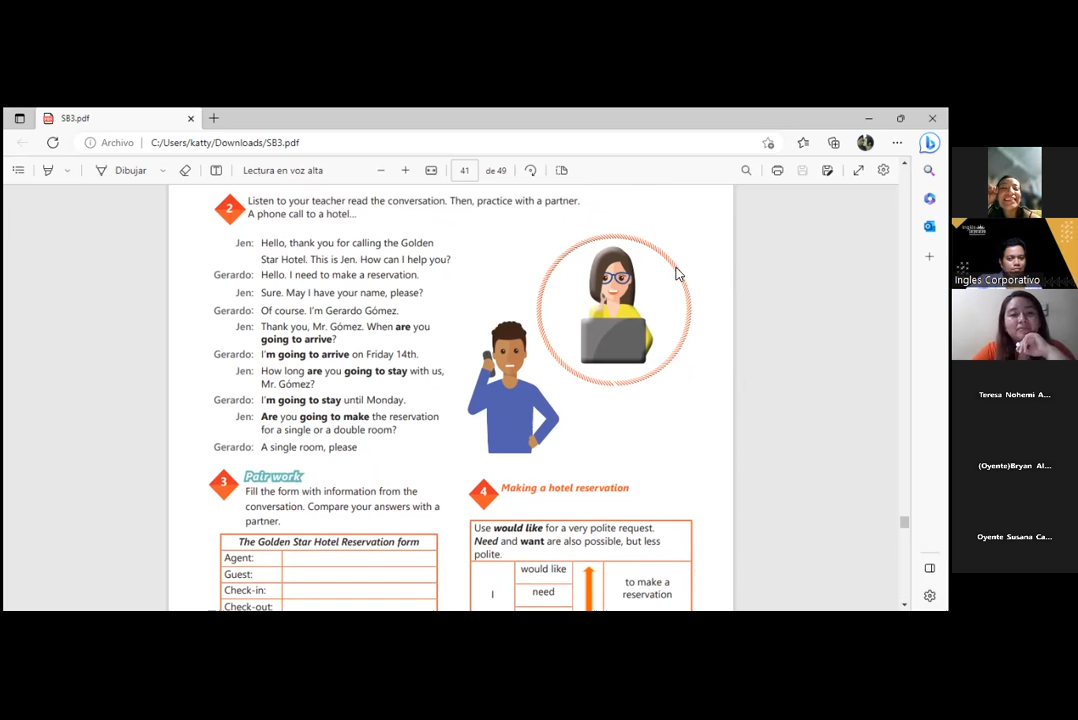 SB3.pdf
Archivo
C:/Users/katty/Downloads/SB3.pdf
Dibujar
Lectura en voz alta
41
de 49
2
Listen to your teacher read the conversation. Then, practice with a partner.
A phone call to a hotel...
Jen: Hello, thank you for calling the Golden
Star Hotel. This is Jen. How can I help you?
Gerardo: Hello. I need to make a reservation.
Jen: Sure. May I have your name, please?
Gerardo: Of course. I'm Gerardo Gómez.
Jen: Thank you, Mr. Gómez. When are you
going to arrive?
Gerardo: I'm going to arrive on Friday 14th.
Jen: How long are you going to stay with us,
Mr. Gómez?
Gerardo: I'm going to stay until Monday.
Jen: Are you going to make the reservation
for a single or a double room?
Gerardo: A single room, please
3
Pair work
Fill the form with information from the
conversation. Compare your answers with a
partner.
The Golden Star Hotel Reservation form
Agent:
Guest:
Check-in:
Check-out:
4
Making a hotel reservation
Use would like for a very polite request.
Need and want are also possible, but less
polite.
would like
I
need
to make a
reservation
Ingles Corporativo
Teresa Nohemi A...
(Oyente)Bryan Al...
Oyente Susana Ca...